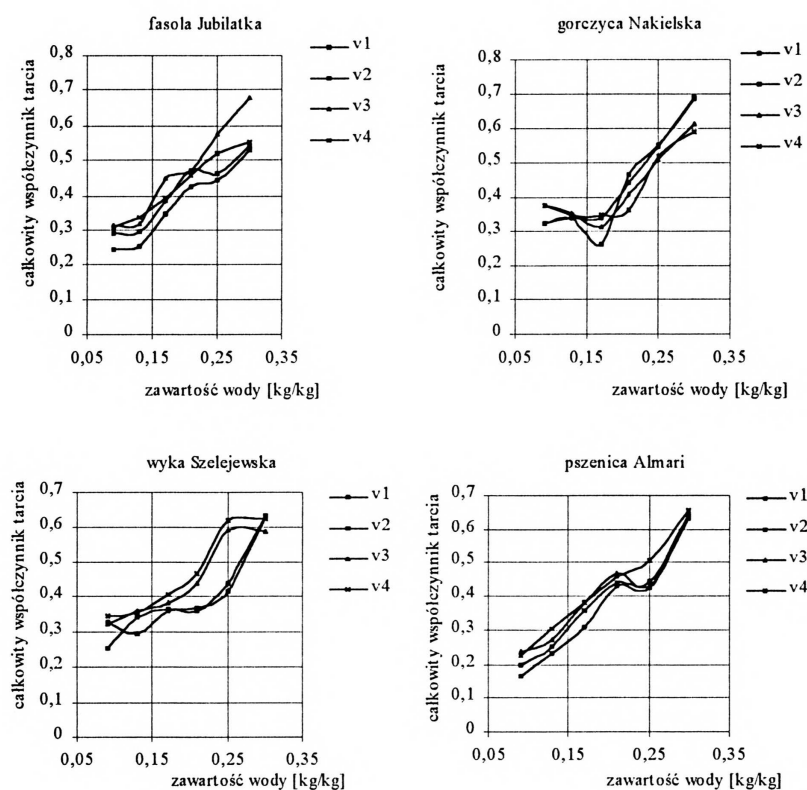 fasola Jubilatka
całkowity współczynnik tarcia
0,8
0,7
0,6
0,5
0,4
0,3
0,2
0,1
0
0,05 0,15 0,25 0,35
zawartość wody [kg/kg]
v1
v2
v3
v4
gorczyca Nakielska
całkowity współczynnik tarcia
0,8
0,7
0,6
0,5
0,4
0,3
0,2
0,1
0
0,05 0,15 0,25 0,35
zawartość wody [kg/kg]
v1
v2
v3
v4
wyka Szelejewska
całkowity współczynnik tarcia
0,7
0,6
0,5
0,4
0,3
0,2
0,1
0
0,05 0,15 0,25 0,35
zawartość wody [kg/kg]
v1
v2
v3
v4
pszenica Almari
całkowity współczynnik tarcia
0,7
0,6
0,5
0,4
0,3
0,2
0,1
0
0,05 0,15 0,25 0,35
zawartość wody [kg/kg]
v1
v2
v3
v4